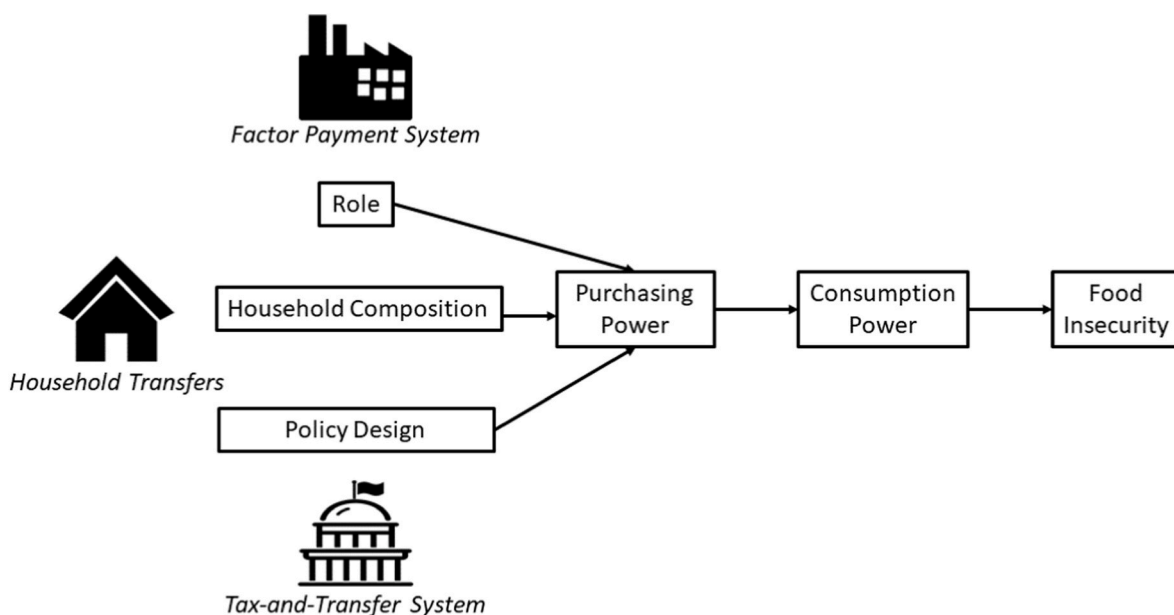 Factor Payment System
Role
Household Composition
Purchasing
Power
Consumption
Power
Food
Insecurity
Household Transfers
Policy Design
Tax-and-Transfer System